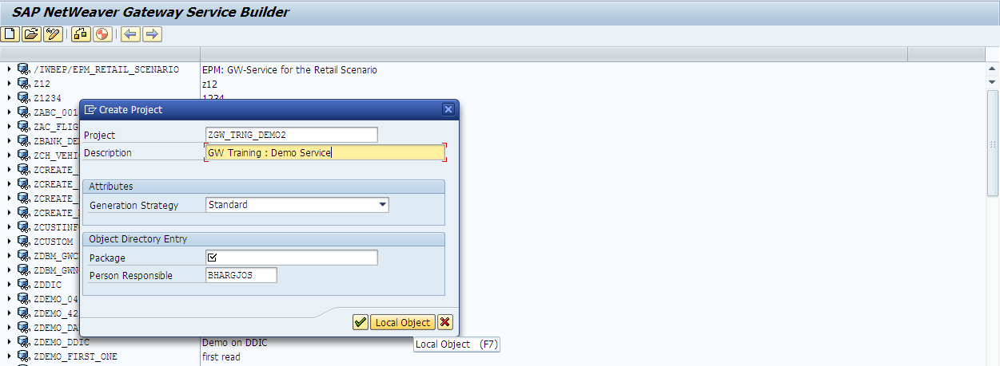 SAP NetWeaver Gateway Service Builder
/IWBEP/EPM_RETAIL_SCENARIO EPM: GW-Service for the Retail Scenario
Z12 z12
Z1234 1234
ZABC_001
ZAC_FLIG
ZBANK_DE
ZCH_VEHI
ZCREATE_
ZCREATE_
ZCREATE_
ZCREATE_
ZCUSTINF
ZCUSTOM
ZDBM_GWC
ZDBM_GWN
ZDDIC
ZDEMO_04
ZDEMO_42
ZDEMO_DA
ZDEMO_DDIC Demo on DDIC
ZDEMO_FIRST_ONE first read
Create Project
Project ZGW_TRNG_DEMO2
Description GW Training : Demo Service
Attributes
Generation Strategy Standard
Object Directory Entry
Package
Person Responsible BHARGJOS
Local Object
Local Object (F7)